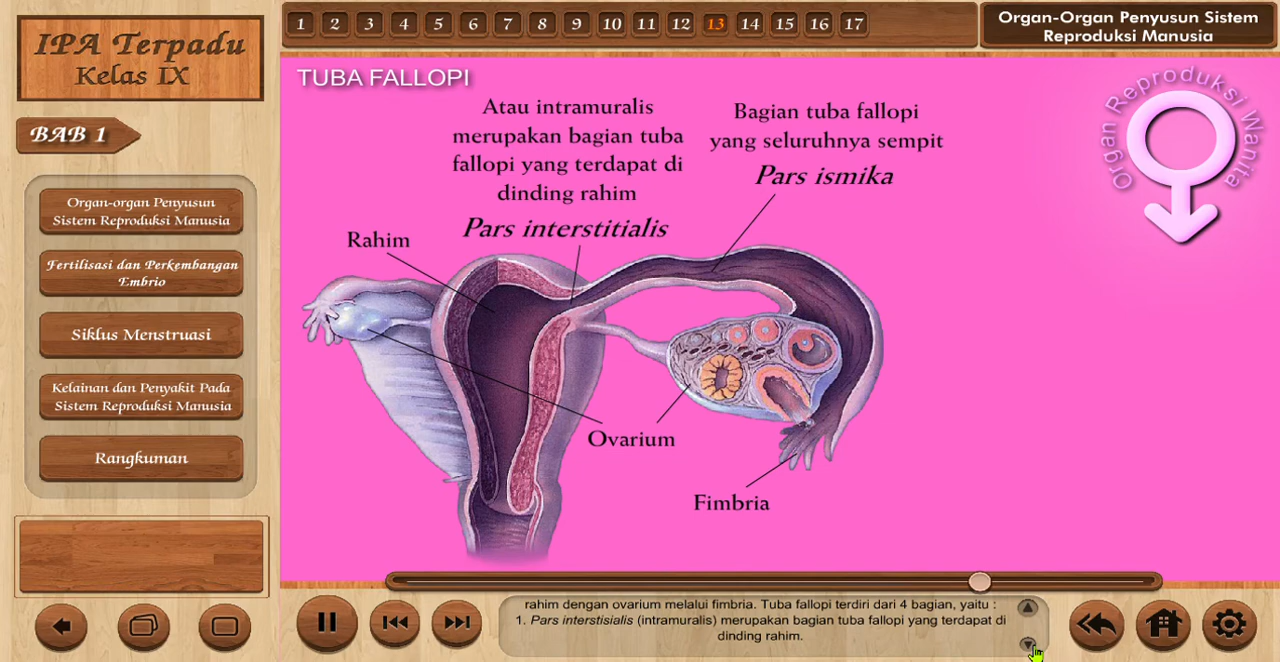 IPA Terpadu
Kelas IX
BAB 1
Organ-organ Penyusun
Sistem Reproduksi Manusia
Fertilisasi dan Perkembangan
Embrio
Siklus Menstruasi
Kelainan dan Penyakit Pada
Sistem Reproduksi Manusia
Rangkuman
1 2 3 4 5 6 7 8 9 10 11 12 13 14 15 16 17
Organ-Organ Penyusun Sistem
Reproduksi Manusia
TUBA FALLOPI
Organ Reproduksi Wanita
Atau intramuralis
merupakan bagian tuba
fallopi yang terdapat di
dinding rahim
Pars interstitialis
Bagian tuba fallopi
yang seluruhnya sempit
Pars ismika
Rahim
Ovarium
Fimbria
rahim dengan ovarium melalui fimbria. Tuba fallopi terdiri dari 4 bagian, yaitu :
1. Pars interstisialis (intramuralis) merupakan bagian tuba fallopi yang terdapat di
dinding rahim.